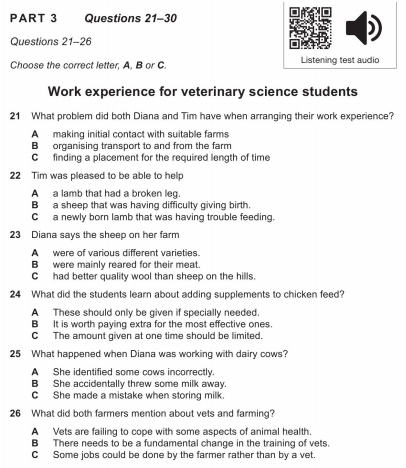 PART 3 Questions 21–30
Listening test audio
Questions 21–26
Choose the correct letter, A, B or C.
Work experience for veterinary science students
21 What problem did both Diana and Tim have when arranging their work experience?
A making initial contact with suitable farms
B organising transport to and from the farm
C finding a placement for the required length of time
22 Tim was pleased to be able to help
A a lamb that had a broken leg.
B a sheep that was having difficulty giving birth.
C a newly born lamb that was having trouble feeding.
23 Diana says the sheep on her farm
A were of various different varieties.
B were mainly reared for their meat.
C had better quality wool than sheep on the hills.
24 What did the students learn about adding supplements to chicken feed?
A These should only be given if specially needed.
B It is worth paying extra for the most effective ones.
C The amount given at one time should be limited.
25 What happened when Diana was working with dairy cows?
A She identified some cows incorrectly.
B She accidentally threw some milk away.
C She made a mistake when storing milk.
26 What did both farmers mention about vets and farming?
A Vets are failing to cope with some aspects of animal health.
B There needs to be a fundamental change in the training of vets.
C Some jobs could be done by the farmer rather than by a vet.